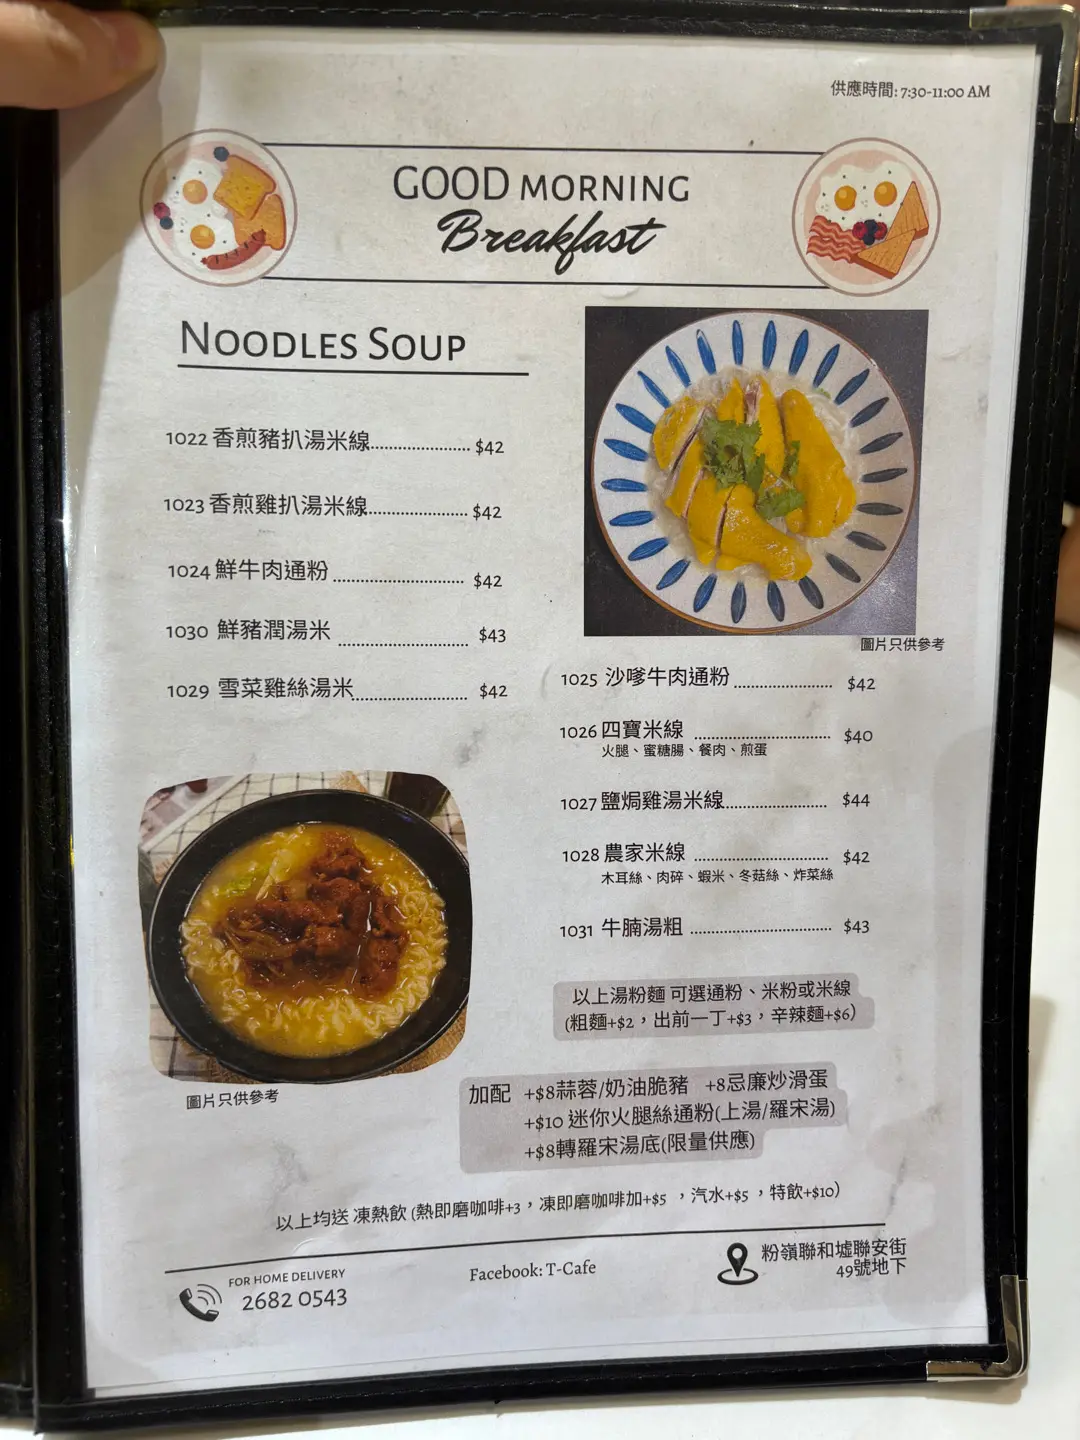 供應時間: 7:30-11:00 AM
GOOD MORNING
Breakfast
NOODLES SOUP
1022 香煎豬扒湯米線 $42
1023 香煎雞扒湯米線 $42
1024 鮮牛肉通粉 $42
1030 鮮豬潤湯米 $43
1029 雪菜雞絲湯米 $42
圖片只供參考
1025 沙嗲牛肉通粉 $42
1026 四寶米線 $40
火腿、蜜糖腸、餐肉、煎蛋
1027 鹽焗雞湯米線 $44
1028 農家米線 $42
木耳絲、肉碎、蝦米、冬菇絲、炸菜絲
1031 牛腩湯粗 $43
以上湯粉麵 可選通粉、米粉或米線
(粗麵+$2，出前一丁+$3，辛辣麵+$6)
圖片只供參考
加配 +$8蒜蓉/奶油脆豬 +8忌廉炒滑蛋
+$10 迷你火腿絲通粉(上湯/羅宋湯)
+$8轉羅宋湯底(限量供應)
以上均送 凍熱飲 (熱即磨咖啡+3，凍即磨咖啡加+$5 ，汽水+$5 ，特飲+$10)
FOR HOME DELIVERY
2682 0543
Facebook: T-Cafe
粉嶺聯和墟聯安街
49號地下